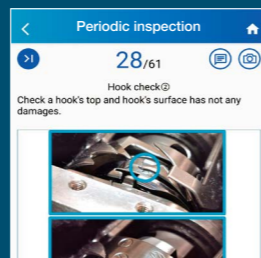 Periodic inspection
28/61
Hook check②
Check a hook's top and hook's surface has not any
damages.